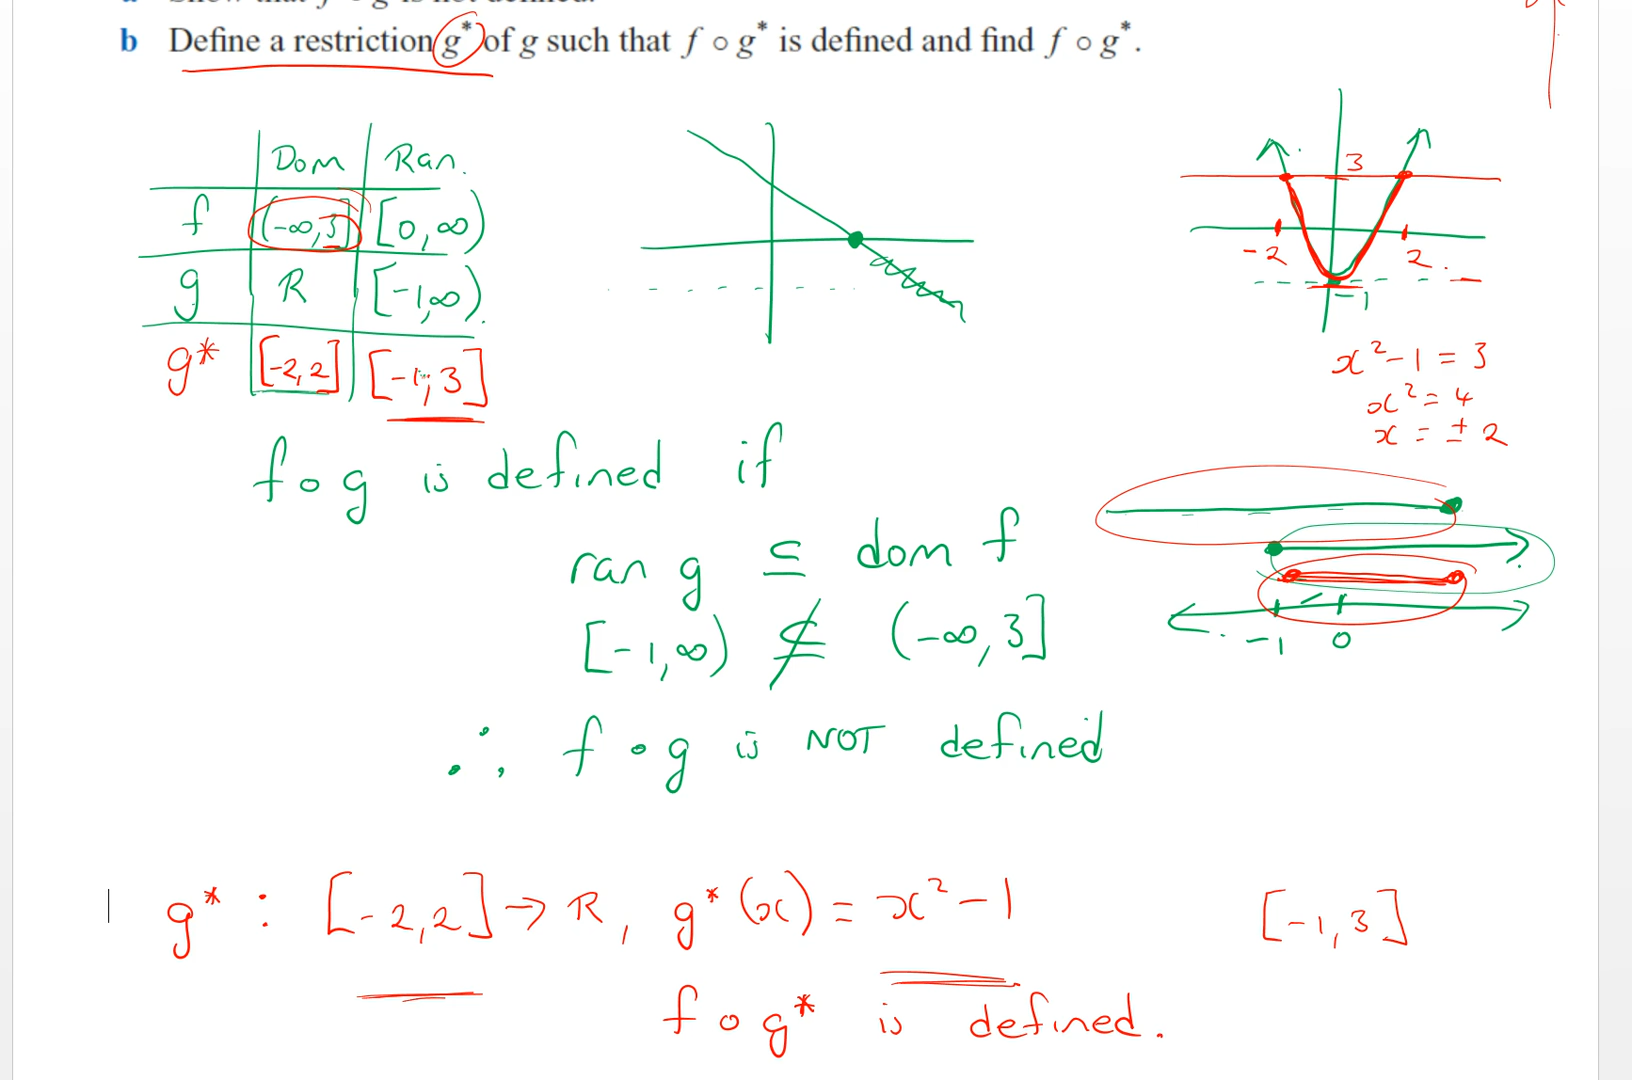 b Define a restriction g* of g such that f ∘ g* is defined and find f ∘ g*.
Dom Ran.
f (-∞,3] [0,∞)
g R [-1,∞).
g* [-2,2] [-1,3]
3
-2 2
-1
x²-1 = 3
x² = 4
x = ± 2
f∘g is defined if
ran g ⊆ dom f
[-1,∞) ⊈ (-∞,3]
-1 0
∴ f∘g is NOT defined
g* : [-2,2] → R, g*(x) = x²-1 [-1,3]
f∘g* is defined.